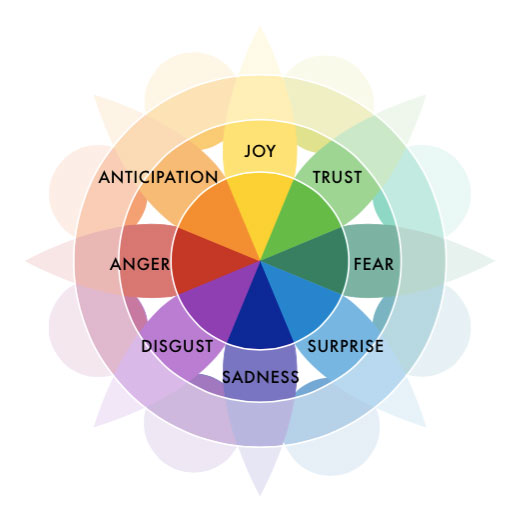 JOY
ANTICIPATION
TRUST
ANGER
FEAR
DISGUST
SURPRISE
SADNESS